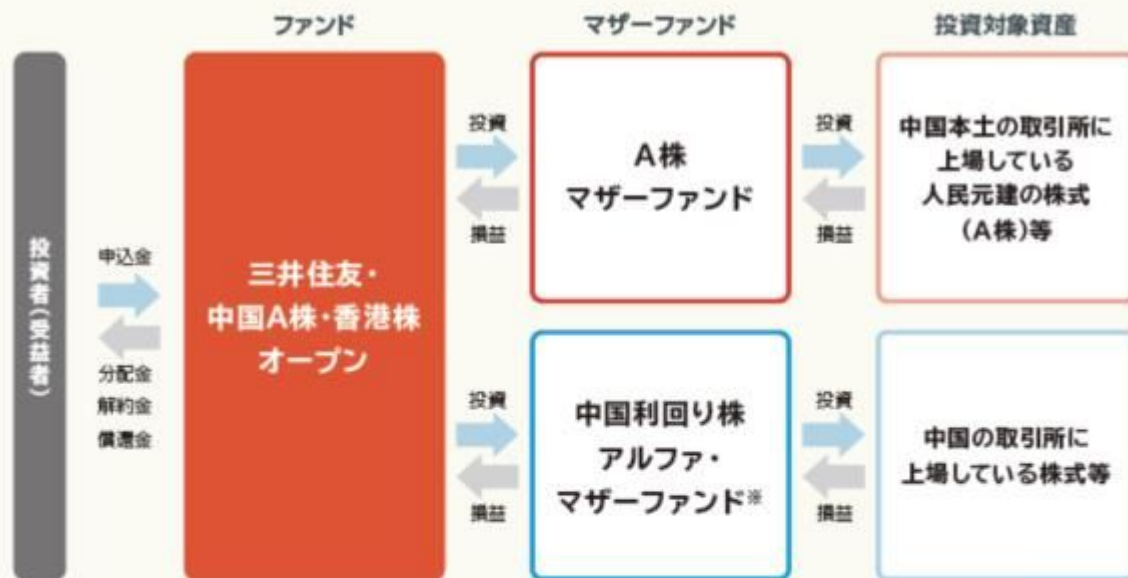 ファンド
マザーファンド
投資対象資産
投資者(受益者)
申込金
分配金
解約金
償還金
三井住友・
中国A株・香港株
オープン
投資
損益
A株
マザーファンド
投資
損益
中国本土の取引所に
上場している
人民元建の株式
(A株)等
投資
損益
中国利回り株
アルファ・
マザーファンド※
投資
損益
中国の取引所に
上場している株式等